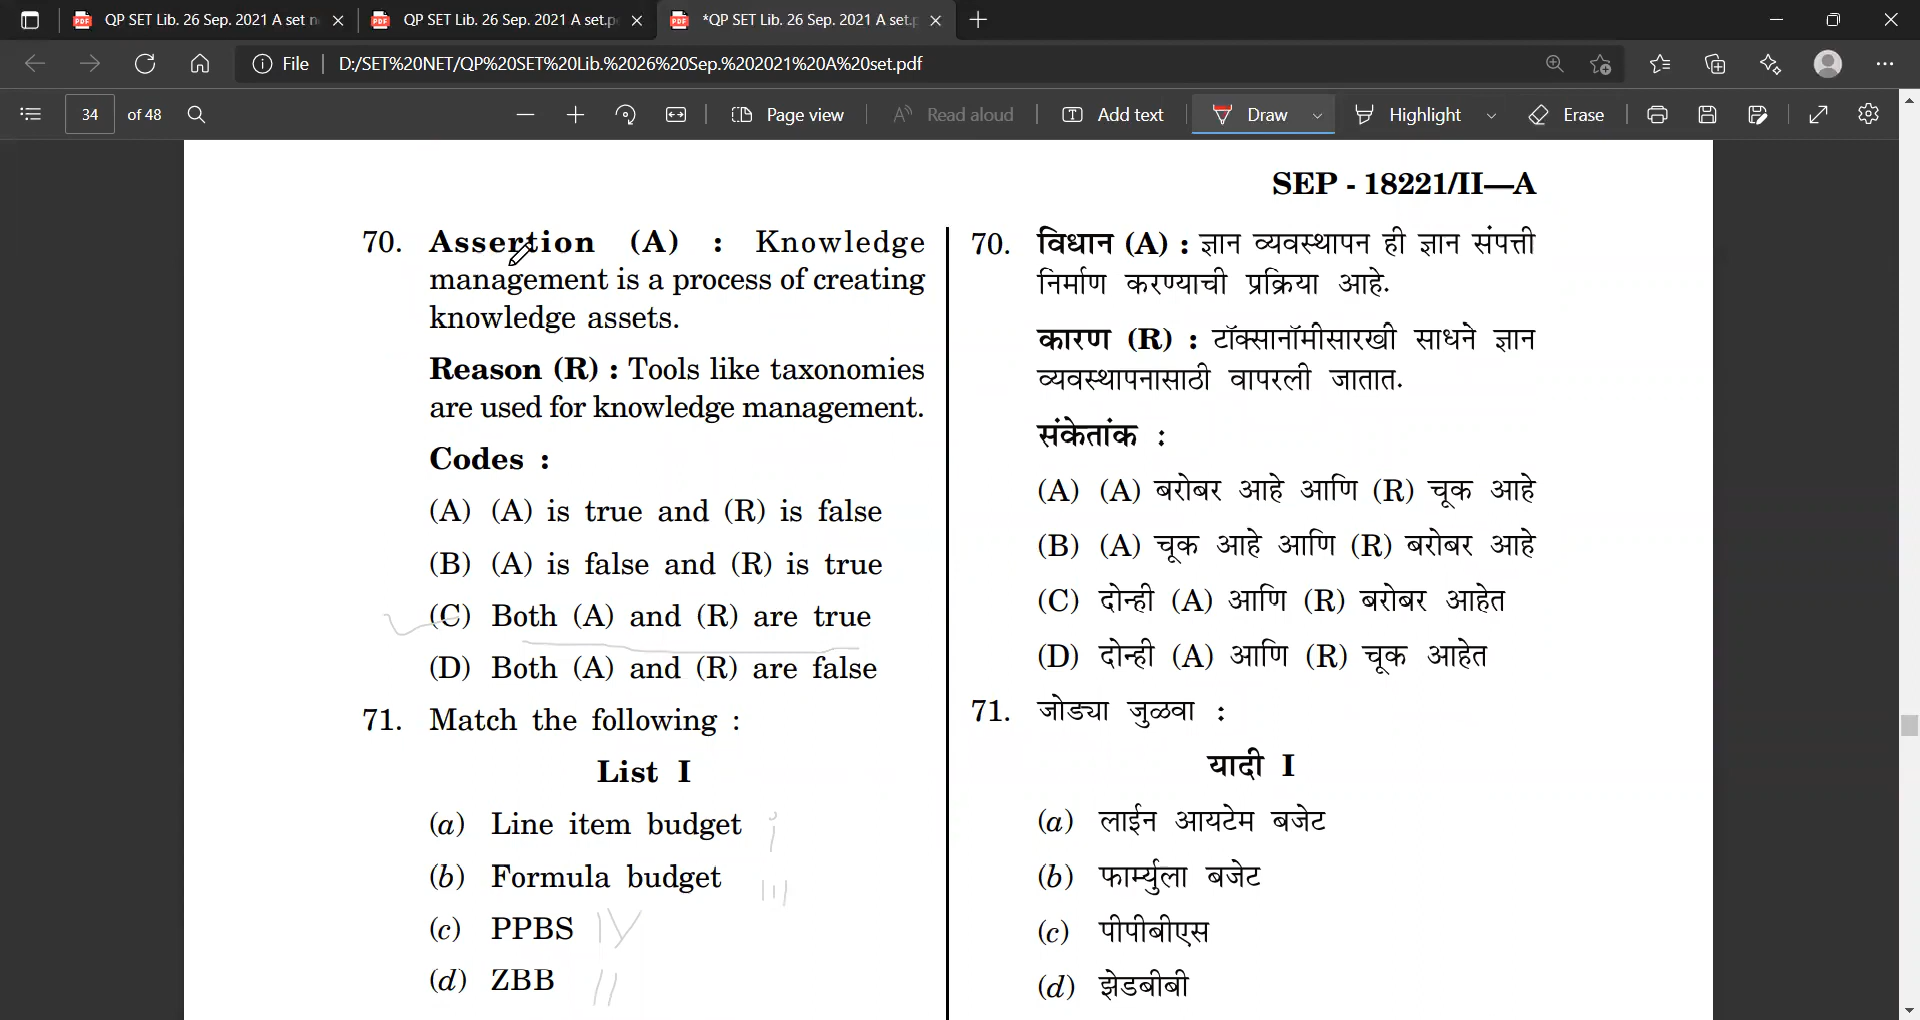 QP SET Lib. 26 Sep. 2021 A set n
QP SET Lib. 26 Sep. 2021 A set.p
*QP SET Lib. 26 Sep. 2021 A set.p
File
D:/SET%20NET/QP%20SET%20Lib.%2026%20Sep.%202021%20A%20set.pdf
34 of 48
Page view
Read aloud
Add text
Draw
Highlight
Erase
SEP - 18221/II—A
70. Assertion (A) : Knowledge
management is a process of creating
knowledge assets.
Reason (R) : Tools like taxonomies
are used for knowledge management.
Codes :
(A) (A) is true and (R) is false
(B) (A) is false and (R) is true
(C) Both (A) and (R) are true
(D) Both (A) and (R) are false
71. Match the following :
List I
(a) Line item budget i
(b) Formula budget III
(c) PPBS IV
(d) ZBB II
70. विधान (A) : ज्ञान व्यवस्थापन ही ज्ञान संपत्ती
निर्माण करण्याची प्रक्रिया आहे.
कारण (R) : टॉक्सानॉमीसारखी साधने ज्ञान
व्यवस्थापनासाठी वापरली जातात.
संकेतांक :
(A) (A) बरोबर आहे आणि (R) चूक आहे
(B) (A) चूक आहे आणि (R) बरोबर आहे
(C) दोन्ही (A) आणि (R) बरोबर आहेत
(D) दोन्ही (A) आणि (R) चूक आहेत
71. जोड्या जुळवा :
यादी I
(a) लाईन आयटेम बजेट
(b) फार्म्युला बजेट
(c) पीपीबीएस
(d) झेडबीबी